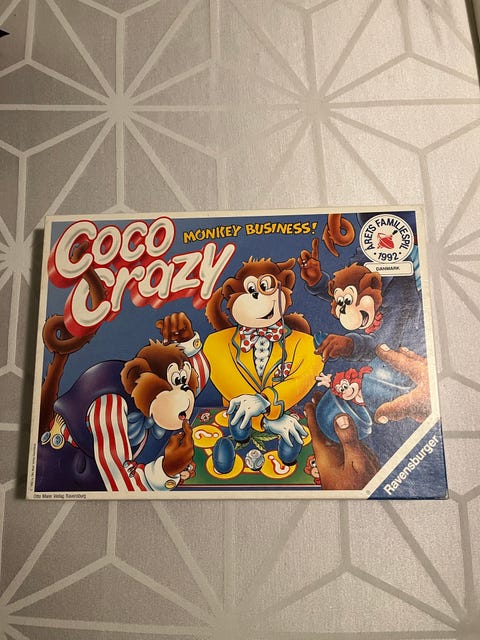 Coco
Crazy
MONKEY BUSINESS!
ÅRETS FAMILIESPIL
1992
DANMARK
Ravensburger
Otto Maier Verlag Ravensburg